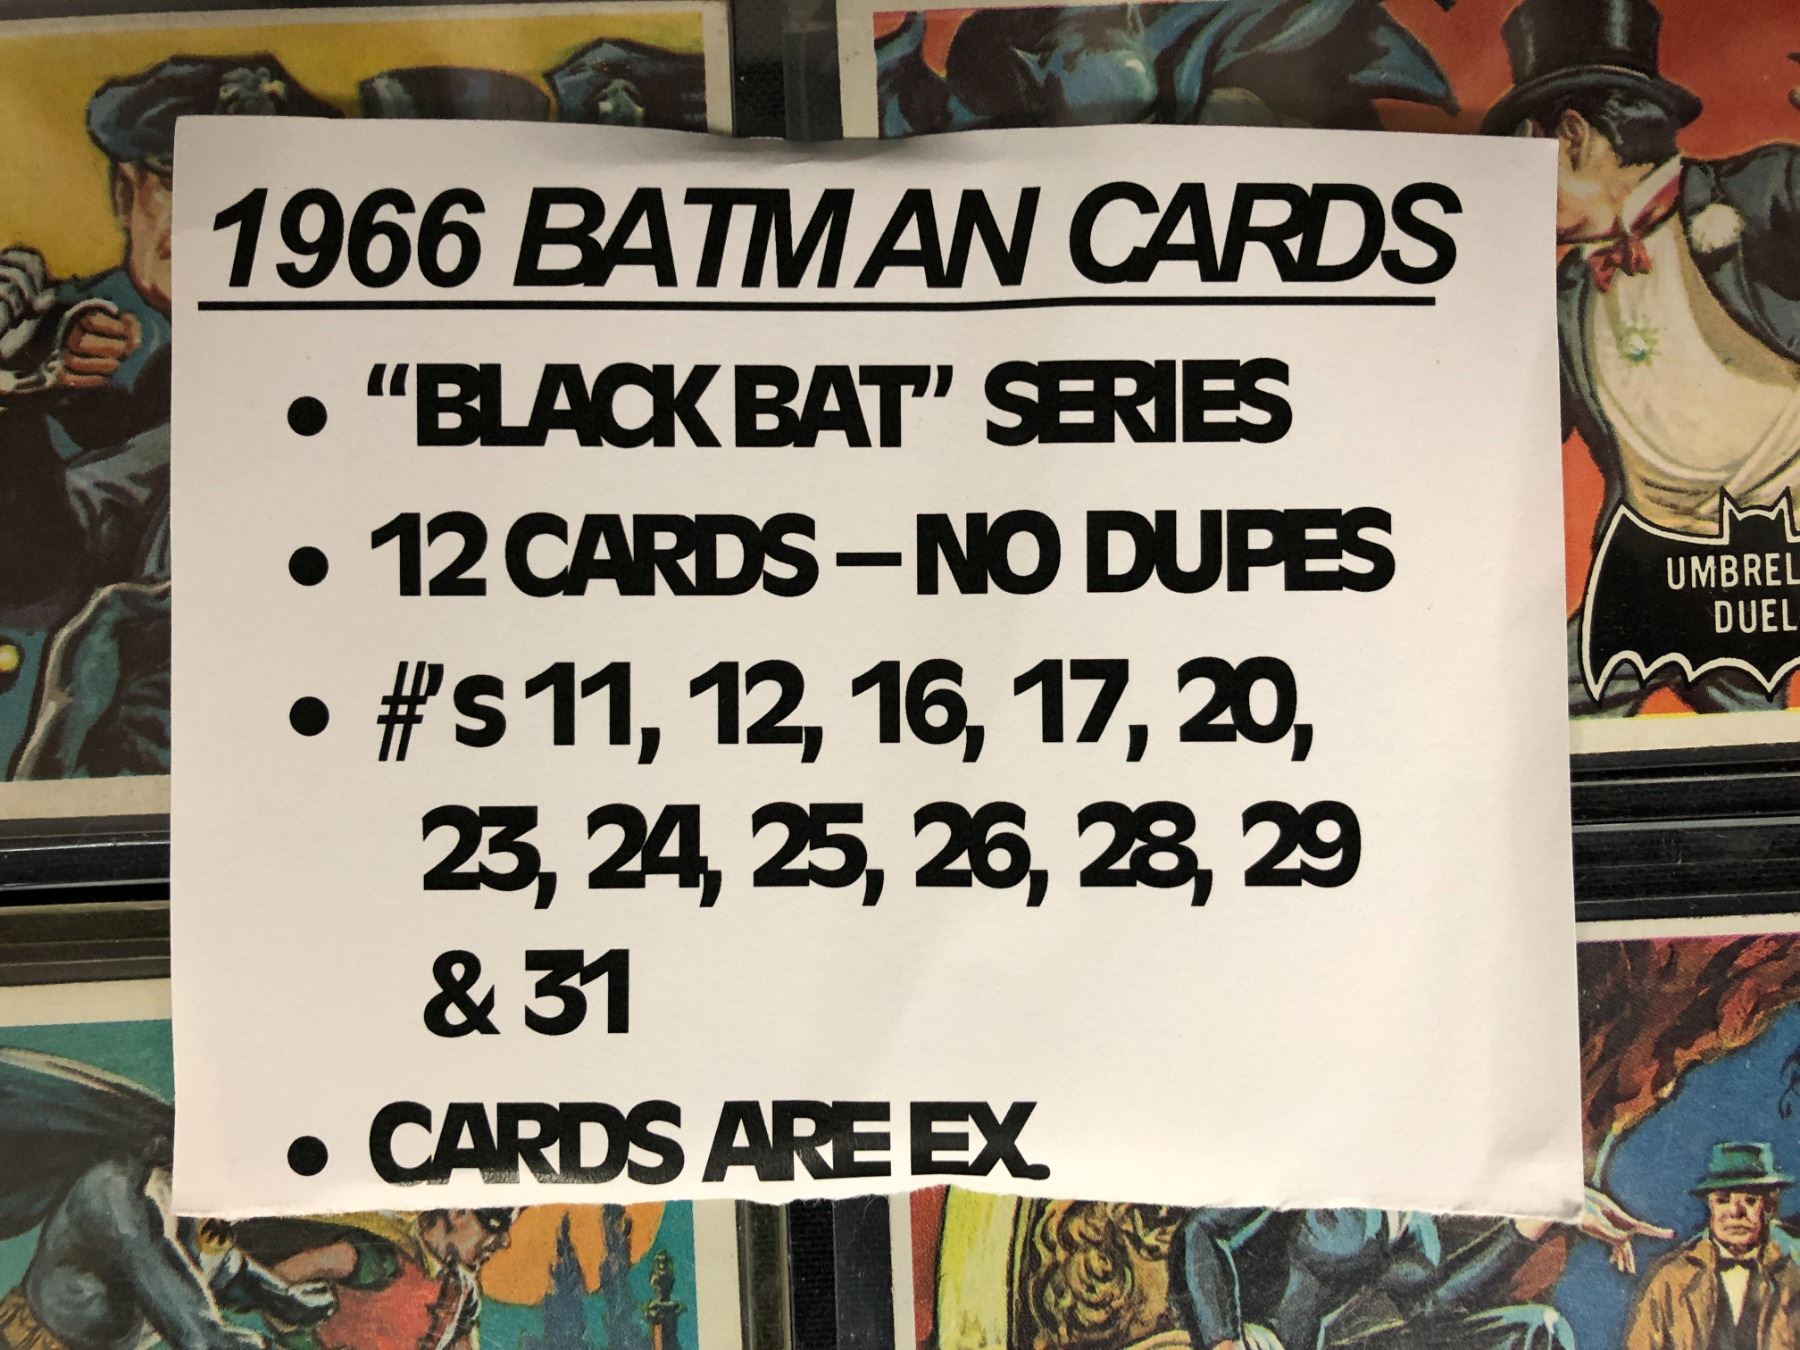 1966 BATMAN CARDS
• “BLACK BAT” SERIES
• 12 CARDS – NO DUPES
• #'s 11, 12, 16, 17, 20,
23, 24, 25, 26, 28, 29
& 31
• CARDS ARE EX.
DUEL